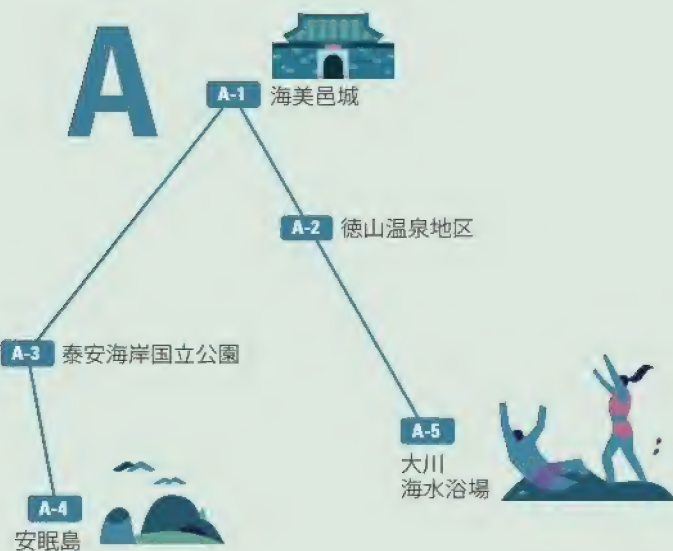 A
A-1 海美邑城
A-2 徳山温泉地区
A-3 泰安海岸国立公園
A-5
大川
海水浴場
A-4
安眠島